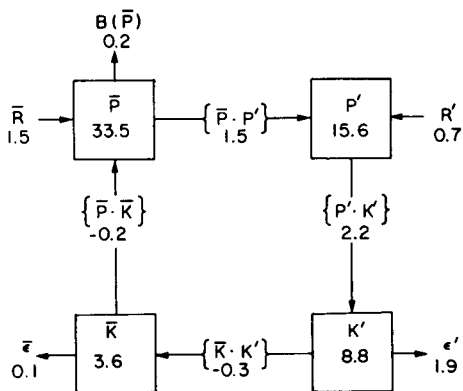 B(P̄)
0.2
R̄
1.5
P̄
33.5
{P̄·P′}
1.5
P′
15.6
R′
0.7
{P̄·K̄}
-0.2
{P′·K′}
2.2
ε̄
0.1
K̄
3.6
{K̄·K′}
-0.3
K′
8.8
ε′
1.9